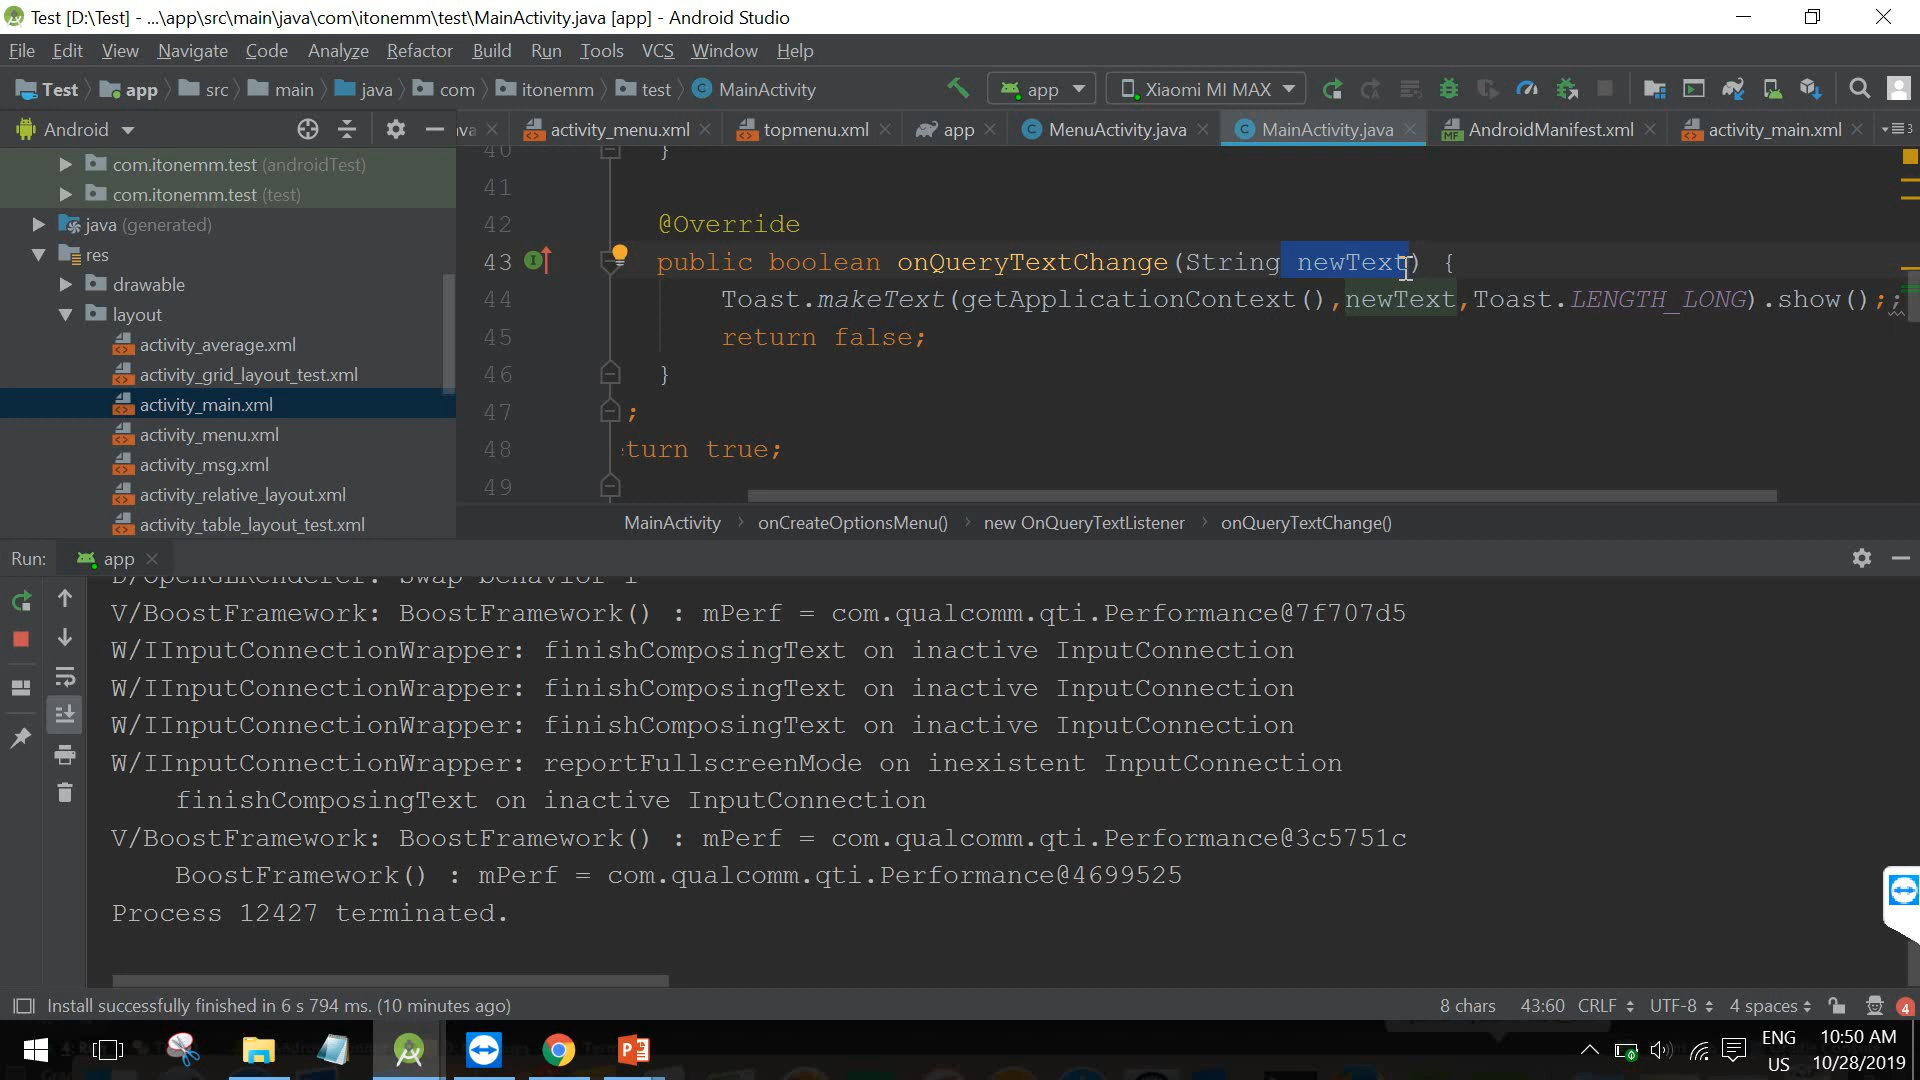 Test [D:\Test] - ...\app\src\main\java\com\itonemm\test\MainActivity.java [app] - Android Studio
File Edit View Navigate Code Analyze Refactor Build Run Tools VCS Window Help
Test app src main java com itonemm test MainActivity app Xiaomi MI MAX
Android
activity_menu.xml topmenu.xml app MenuActivity.java MainActivity.java AndroidManifest.xml activity_main.xml
com.itonemm.test (androidTest)
com.itonemm.test (test)
java (generated)
res
drawable
layout
activity_average.xml
activity_grid_layout_test.xml
activity_main.xml
activity_menu.xml
activity_msg.xml
activity_relative_layout.xml
activity_table_layout_test.xml
40 }
41
42 @Override
43 public boolean onQueryTextChange(String newText) {
44 Toast.makeText(getApplicationContext(),newText,Toast.LENGTH_LONG).show();;
45 return false;
46 }
47 ;
48 turn true;
49
MainActivity onCreateOptionsMenu() new OnQueryTextListener onQueryTextChange()
Run: app
D/OpenGLRenderer: Swap behavior 1
V/BoostFramework: BoostFramework() : mPerf = com.qualcomm.qti.Performance@7f707d5
W/IInputConnectionWrapper: finishComposingText on inactive InputConnection
W/IInputConnectionWrapper: finishComposingText on inactive InputConnection
W/IInputConnectionWrapper: finishComposingText on inactive InputConnection
W/IInputConnectionWrapper: reportFullscreenMode on inexistent InputConnection
finishComposingText on inactive InputConnection
V/BoostFramework: BoostFramework() : mPerf = com.qualcomm.qti.Performance@3c5751c
BoostFramework() : mPerf = com.qualcomm.qti.Performance@4699525
Process 12427 terminated.
Install successfully finished in 6 s 794 ms. (10 minutes ago)
8 chars 43:60 CRLF UTF-8 4 spaces 4
ENG
US
10:50 AM
10/28/2019